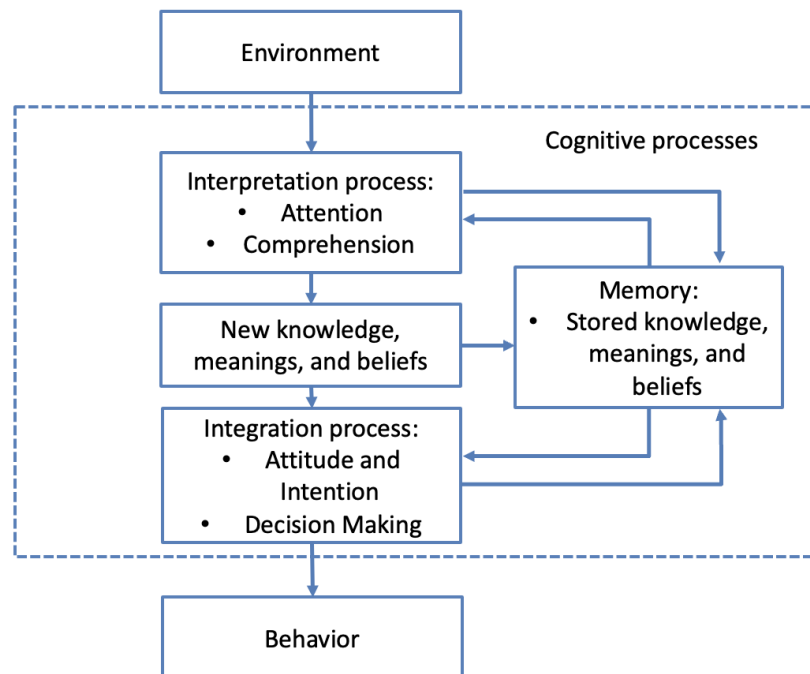 Environment
Cognitive processes
Interpretation process:
• Attention
• Comprehension
New knowledge,
meanings, and beliefs
Memory:
• Stored knowledge,
meanings, and
beliefs
Integration process:
• Attitude and
Intention
• Decision Making
Behavior